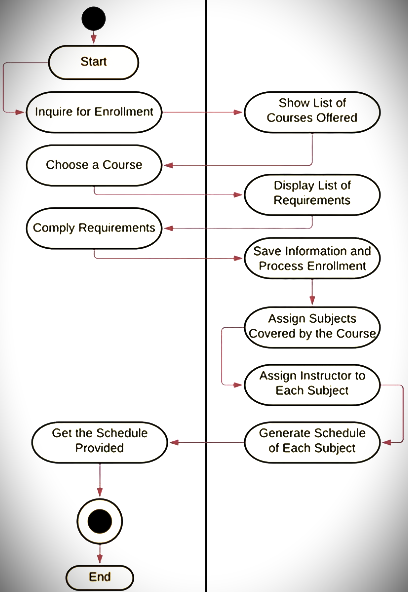 Start
Inquire for Enrollment
Show List of
Courses Offered
Choose a Course
Display List of
Requirements
Comply Requirements
Save Information and
Process Enrollment
Assign Subjects
Covered by the Course
Assign Instructor to
Each Subject
Generate Schedule
of Each Subject
Get the Schedule
Provided
End